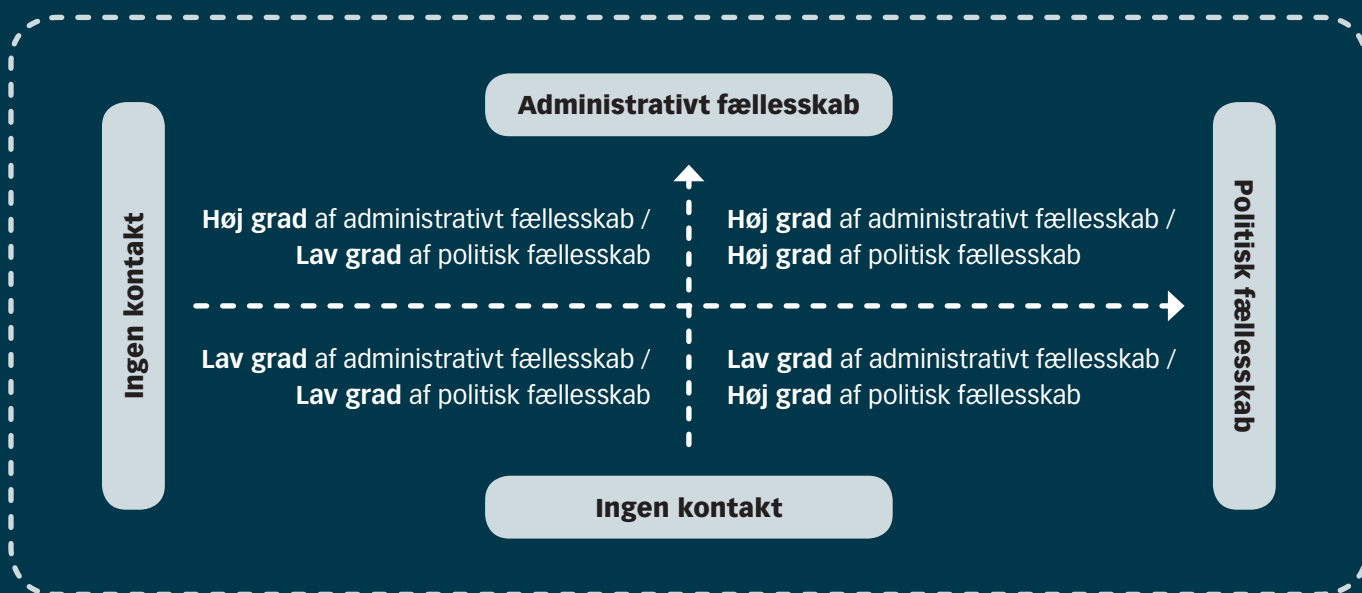 Administrativt fællesskab
Ingen kontakt
Høj grad af administrativt fællesskab /
Lav grad af politisk fællesskab
Høj grad af administrativt fællesskab /
Høj grad af politisk fællesskab
Politisk fællesskab
Lav grad af administrativt fællesskab /
Lav grad af politisk fællesskab
Lav grad af administrativt fællesskab /
Høj grad af politisk fællesskab
Ingen kontakt